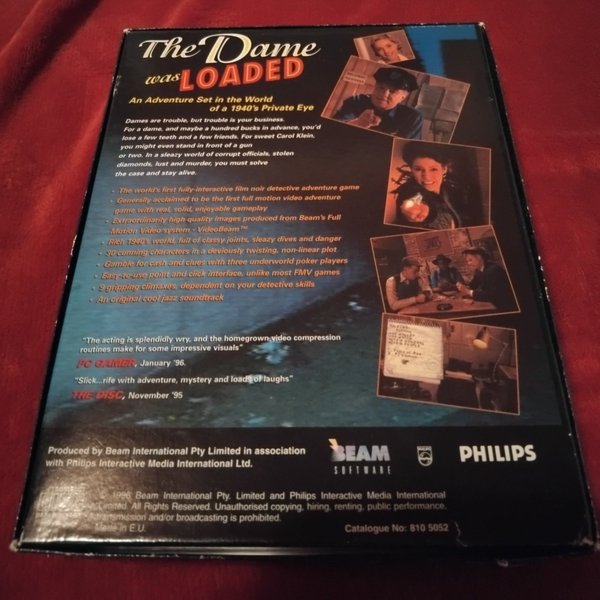 The Dame
was LOADED
An Adventure Set in the World
of a 1940's Private Eye
Dames are trouble, but trouble is your business.
For a dame, and maybe a hundred bucks in advance, you'd
lose a few teeth and a few friends. For sweet Carol Klein,
you might even stand in front of a gun
or two. In a sleazy world of corrupt officials, stolen
diamonds, lust and murder, you must solve
the case and stay alive.
• The world's first fully-interactive film noir detective adventure game
• Generally acclaimed to be the first full motion video adventure
game with real, solid, enjoyable gameplay
• Extraordinarily high quality images produced from Beam's Full
Motion Video system - VideoBeam™
• Rich 1940's world, full of classy joints, sleazy dives and danger
• 30 cunning characters in a deviously twisting, non-linear plot
• Gamble for cash and clues with three underworld poker players
• Easy-to-use point and click interface, unlike most FMV games
• 9 gripping climaxes, dependent on your detective skills
• An original cool jazz soundtrack
"The acting is splendidly wry, and the homegrown video compression
routines make for some impressive visuals"
PC GAMER, January '96.
"Slick...rife with adventure, mystery and loads of laughs"
THE DISC, November '95
Produced by Beam International Pty Limited in association
with Philips Interactive Media International Ltd.
BEAM
SOFTWARE
PHILIPS
PHILIPS
© 1996 Beam International Pty. Limited and Philips Interactive Media International
Limited. All Rights Reserved. Unauthorised copying, hiring, renting, public performance,
transmission and/or broadcasting is prohibited.
Made in E.U.
Catalogue No: 810 5052